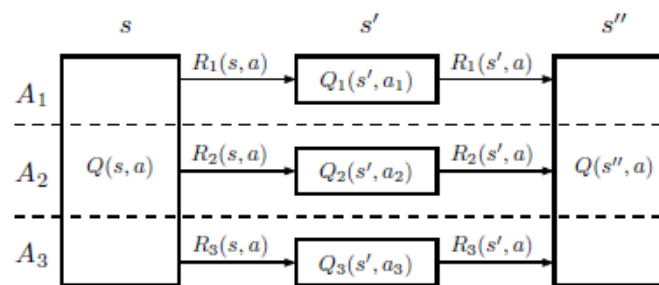 s s′ s″
A₁ R₁(s, a) Q₁(s′, a₁) R₁(s′, a)
A₂ Q(s, a) R₂(s, a) Q₂(s′, a₂) R₂(s′, a) Q(s″, a)
A₃ R₃(s, a) Q₃(s′, a₃) R₃(s′, a)